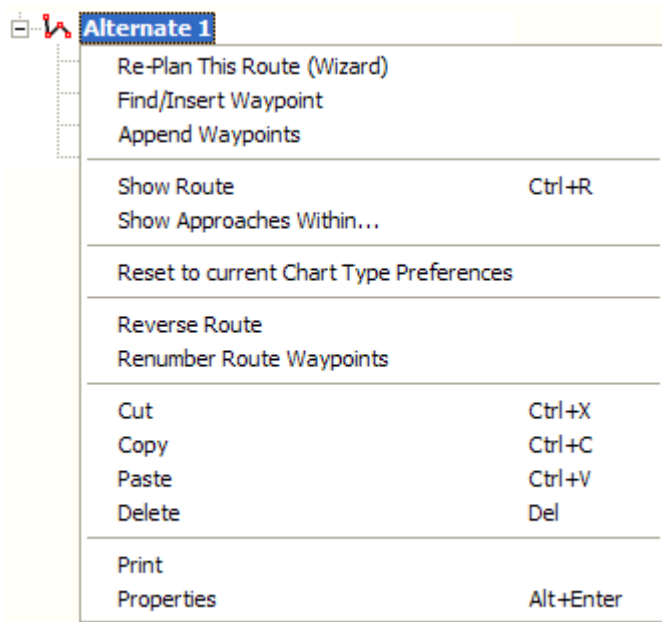 Alternate 1
Re-Plan This Route (Wizard)
Find/Insert Waypoint
Append Waypoints
Show Route Ctrl+R
Show Approaches Within...
Reset to current Chart Type Preferences
Reverse Route
Renumber Route Waypoints
Cut Ctrl+X
Copy Ctrl+C
Paste Ctrl+V
Delete Del
Print
Properties Alt+Enter